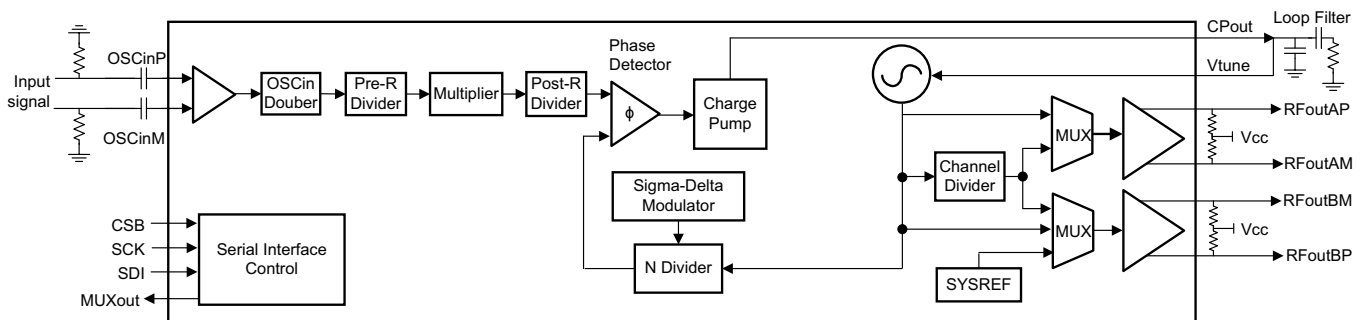 Input
signal
OSCinP
OSCinM
OSCin
Douber
Pre-R
Divider
Multiplier
Post-R
Divider
Phase
Detector
ϕ
Charge
Pump
CPout
Loop Filter
Vtune
MUX
RFoutAP
Vcc
RFoutAM
Channel
Divider
Sigma-Delta
Modulator
N Divider
MUX
SYSREF
RFoutBM
Vcc
RFoutBP
CSB
SCK
SDI
MUXout
Serial Interface
Control